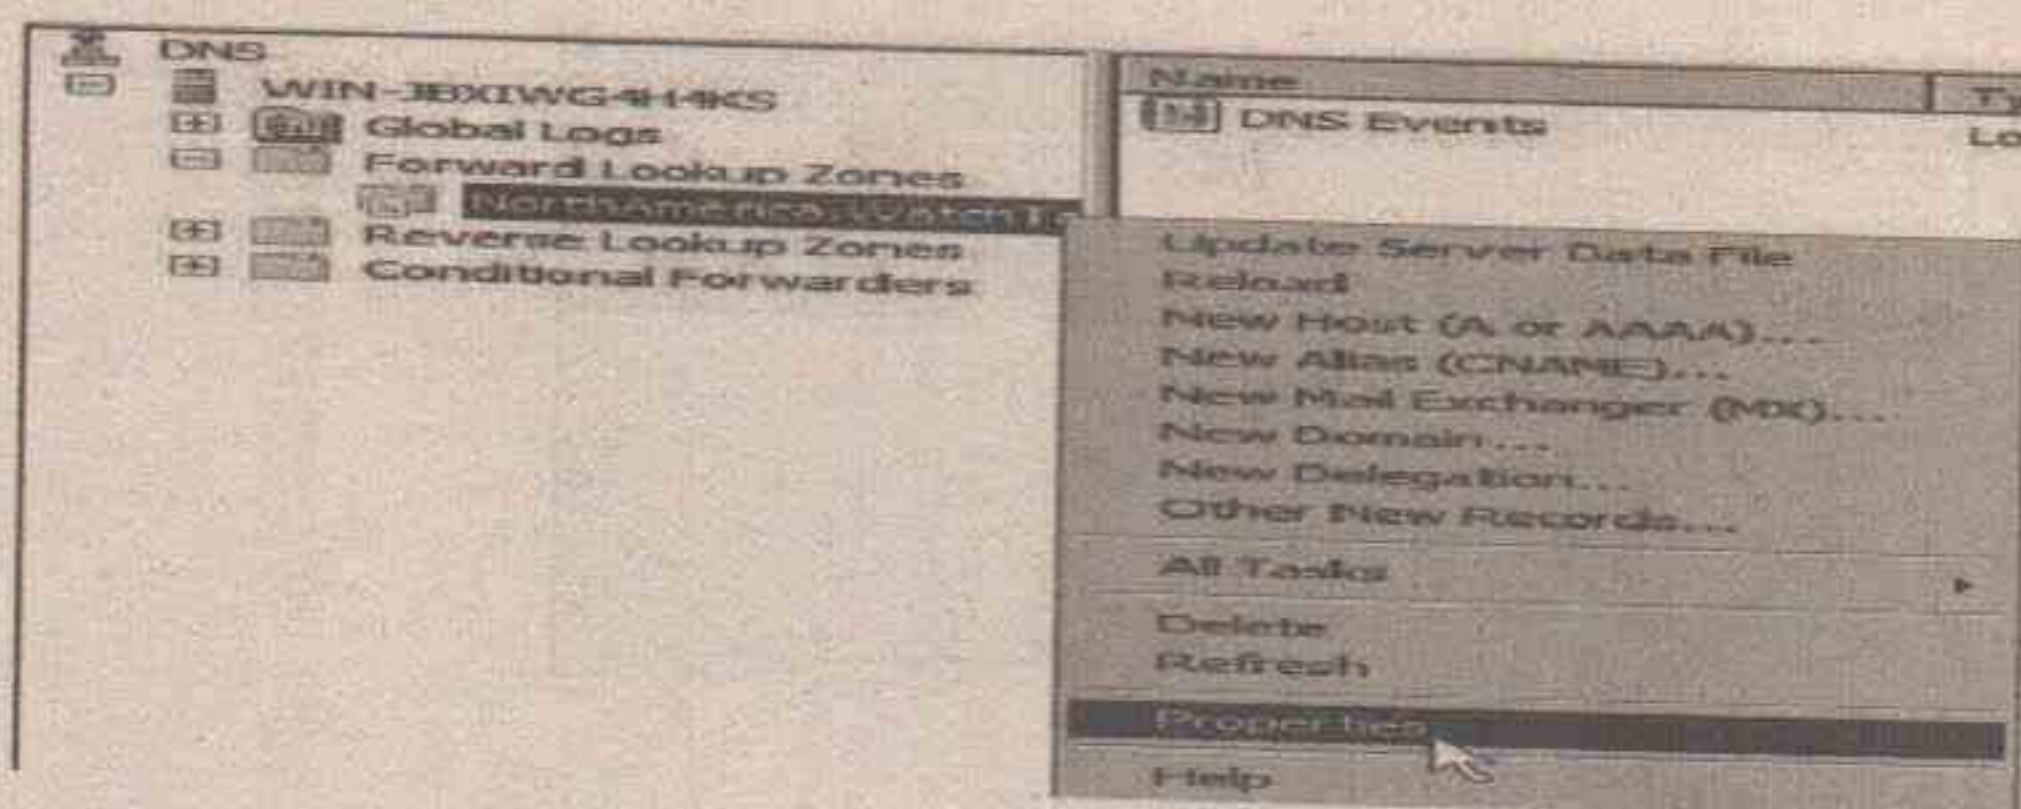 DNS
WIN-JBXIWG4H4KS
Global Logs
Forward Lookup Zones
Reverse Lookup Zones
Conditional Forwarders
Name
DNS Events
Update Server Data File
Reload
New Host (A or AAAA)...
New Alias (CNAME)...
New Mail Exchanger (MX)...
New Domain...
New Delegation...
Other New Records...
All Tasks
Delete
Refresh
Properties
Help